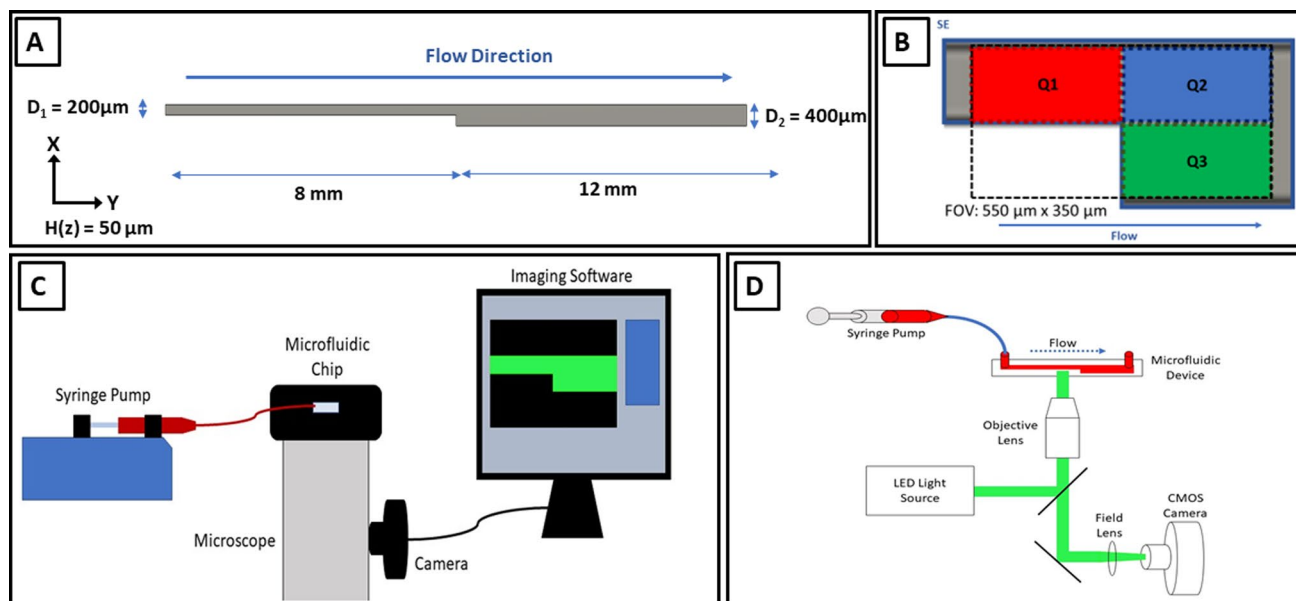 A
Flow Direction
D₁ = 200µm
D₂ = 400µm
X
Y
8 mm
12 mm
H(z) = 50 µm
B
SE
Q1
Q2
Q3
FOV: 550 µm x 350 µm
Flow
C
Imaging Software
Microfluidic
Chip
Syringe Pump
Microscope
Camera
D
Syringe Pump
Flow
Microfluidic
Device
Objective
Lens
LED Light
Source
CMOS
Camera
Field
Lens